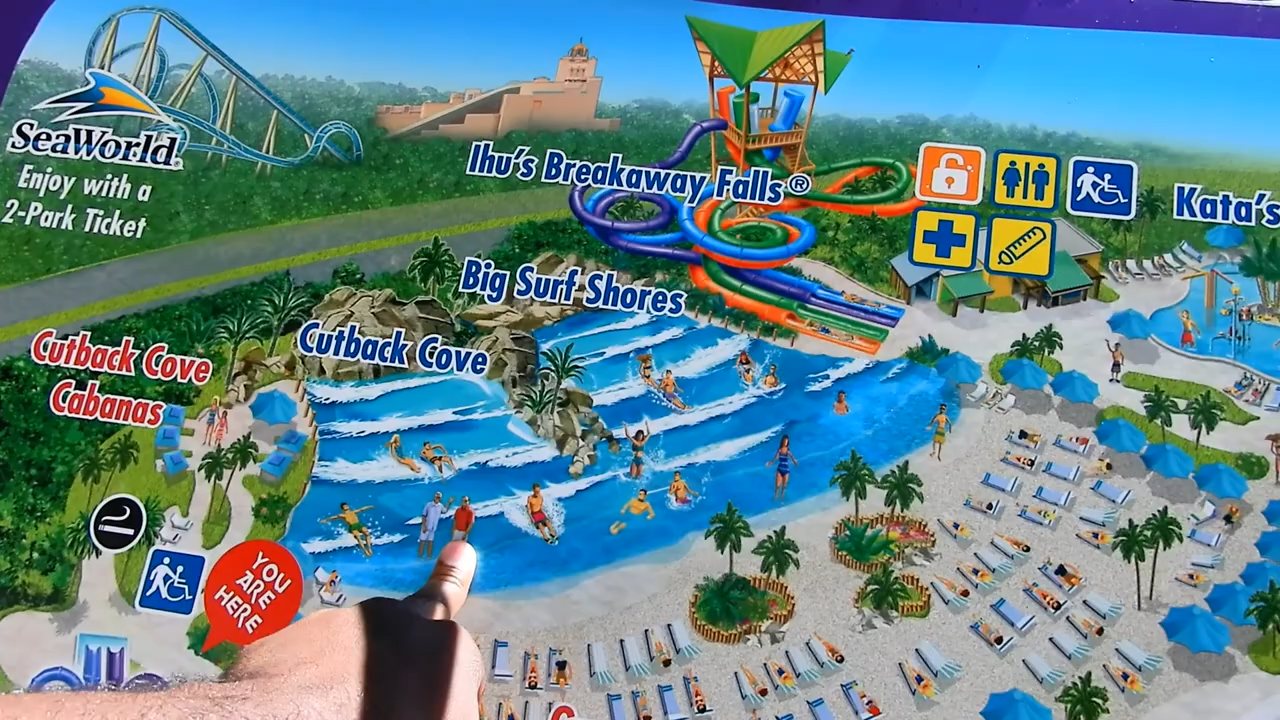 SeaWorld
Enjoy with a
2-Park Ticket
Ihu's Breakaway Falls®
Kata's
Big Surf Shores
Cutback Cove
Cutback Cove
Cabanas
YOU
ARE
HERE